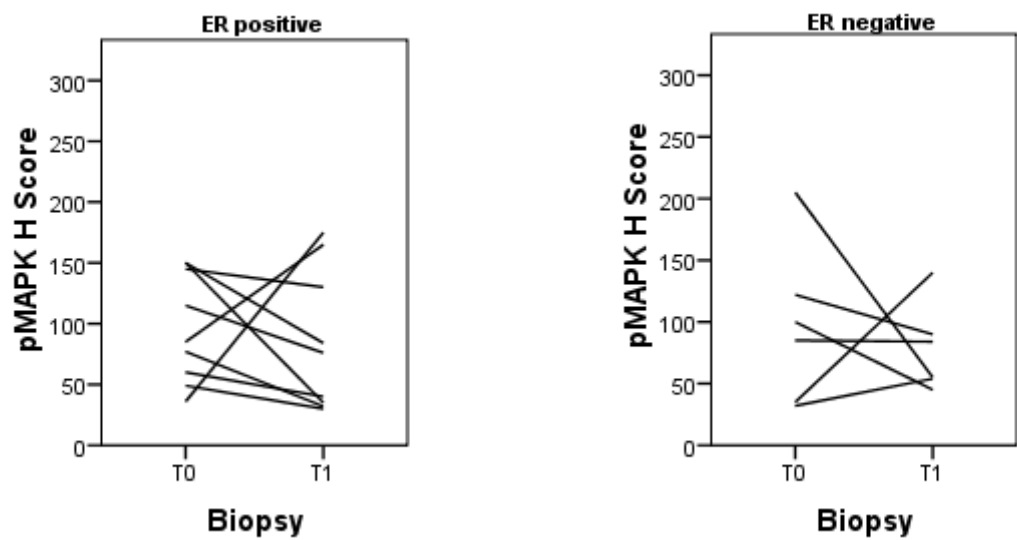 ER positive
pMAPK H Score
300
250
200
150
100
50
0
T0 T1
Biopsy
ER negative
pMAPK H Score
300
250
200
150
100
50
0
T0 T1
Biopsy